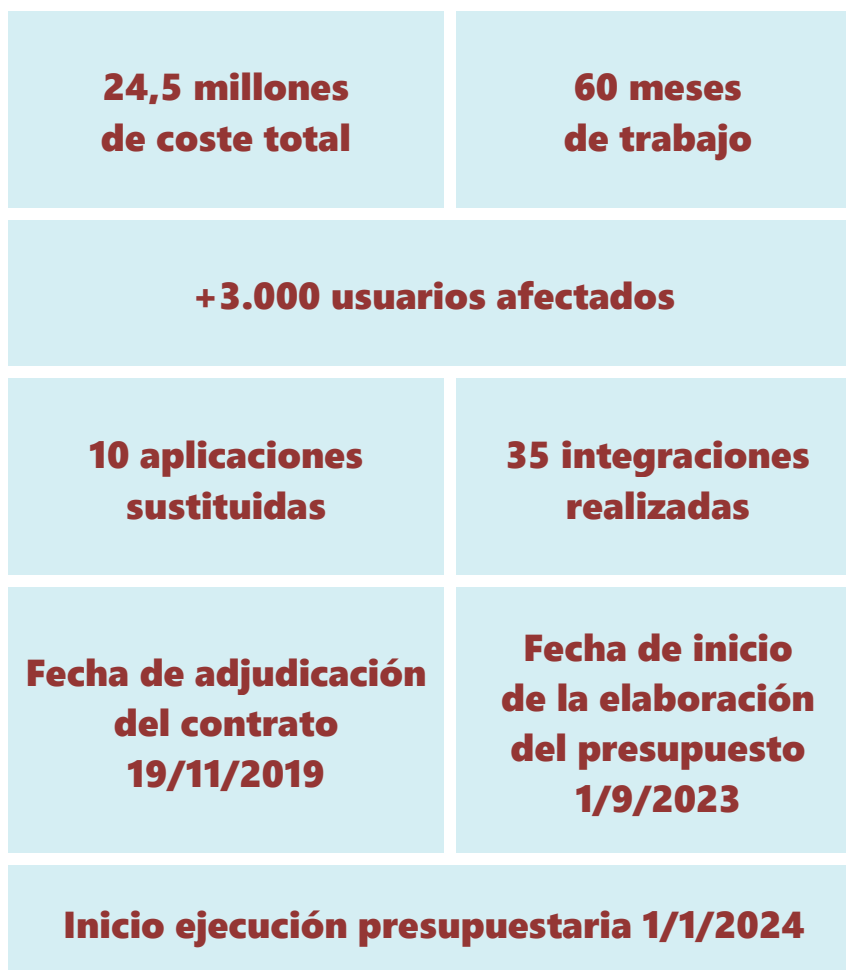 24,5 millones
de coste total
60 meses
de trabajo
+3.000 usuarios afectados
10 aplicaciones
sustituidas
35 integraciones
realizadas
Fecha de adjudicación
del contrato
19/11/2019
Fecha de inicio
de la elaboración
del presupuesto
1/9/2023
Inicio ejecución presupuestaria 1/1/2024